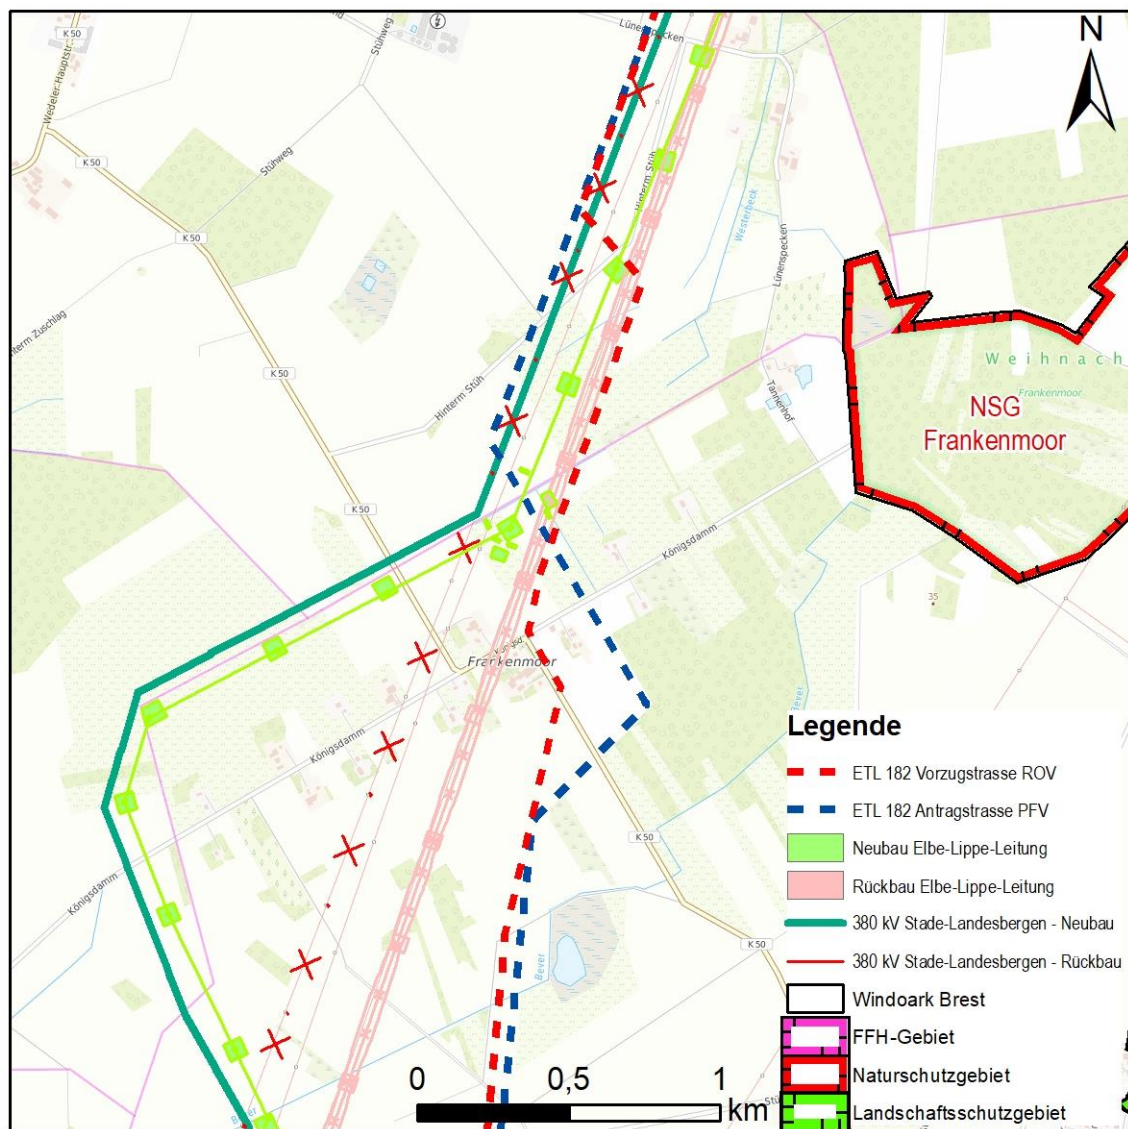 K 50
Wedeler Hauptstr.
Stühweg
Lünenspecken
N
K 50
Stühweg
Hinterm Stüh
Westerbeck
K 50
Lünenspecken
K 50
Hinterm Stüh
Tannenhof
Weihnach
Frankenmoor
NSG
Frankenmoor
K 50
Königsdamm
35
Königsd.
Frankenmoor
Königsdamm
Bever
K 50
Königsdamm
K 50
Bever
Bever
Legende
ETL 182 Vorzugstrasse ROV
ETL 182 Antragstrasse PFV
Neubau Elbe-Lippe-Leitung
Rückbau Elbe-Lippe-Leitung
380 kV Stade-Landesbergen - Neubau
380 kV Stade-Landesbergen - Rückbau
Windoark Brest
FFH-Gebiet
Naturschutzgebiet
Landschaftsschutzgebiet
0 0,5 1
km